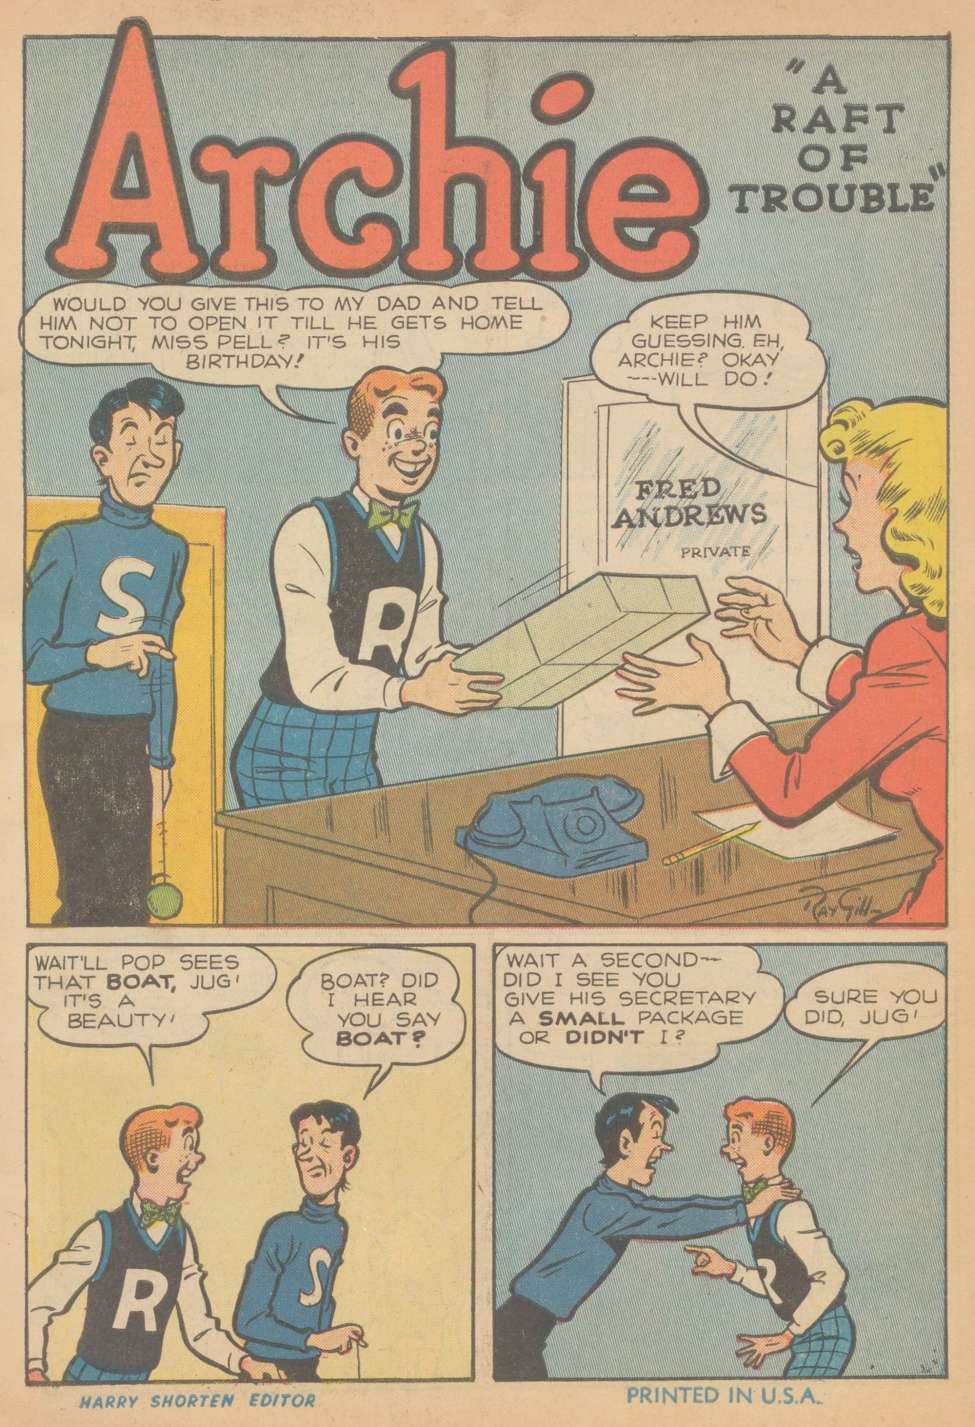 Archie
"A
RAFT
OF
TROUBLE"
WOULD YOU GIVE THIS TO MY DAD AND TELL
HIM NOT TO OPEN IT TILL HE GETS HOME
TONIGHT, MISS PELL? IT'S HIS
BIRTHDAY!
KEEP HIM
GUESSING, EH,
ARCHIE? OKAY
---WILL DO!
FRED
ANDREWS
PRIVATE
S
R
RAY GILL
WAIT'LL POP SEES
THAT BOAT, JUG!
IT'S A
BEAUTY!
BOAT? DID
I HEAR
YOU SAY
BOAT?
R
S
WAIT A SECOND--
DID I SEE YOU
GIVE HIS SECRETARY
A SMALL PACKAGE
OR DIDN'T I?
SURE YOU
DID, JUG!
R
HARRY SHORTEN EDITOR
PRINTED IN U.S.A.